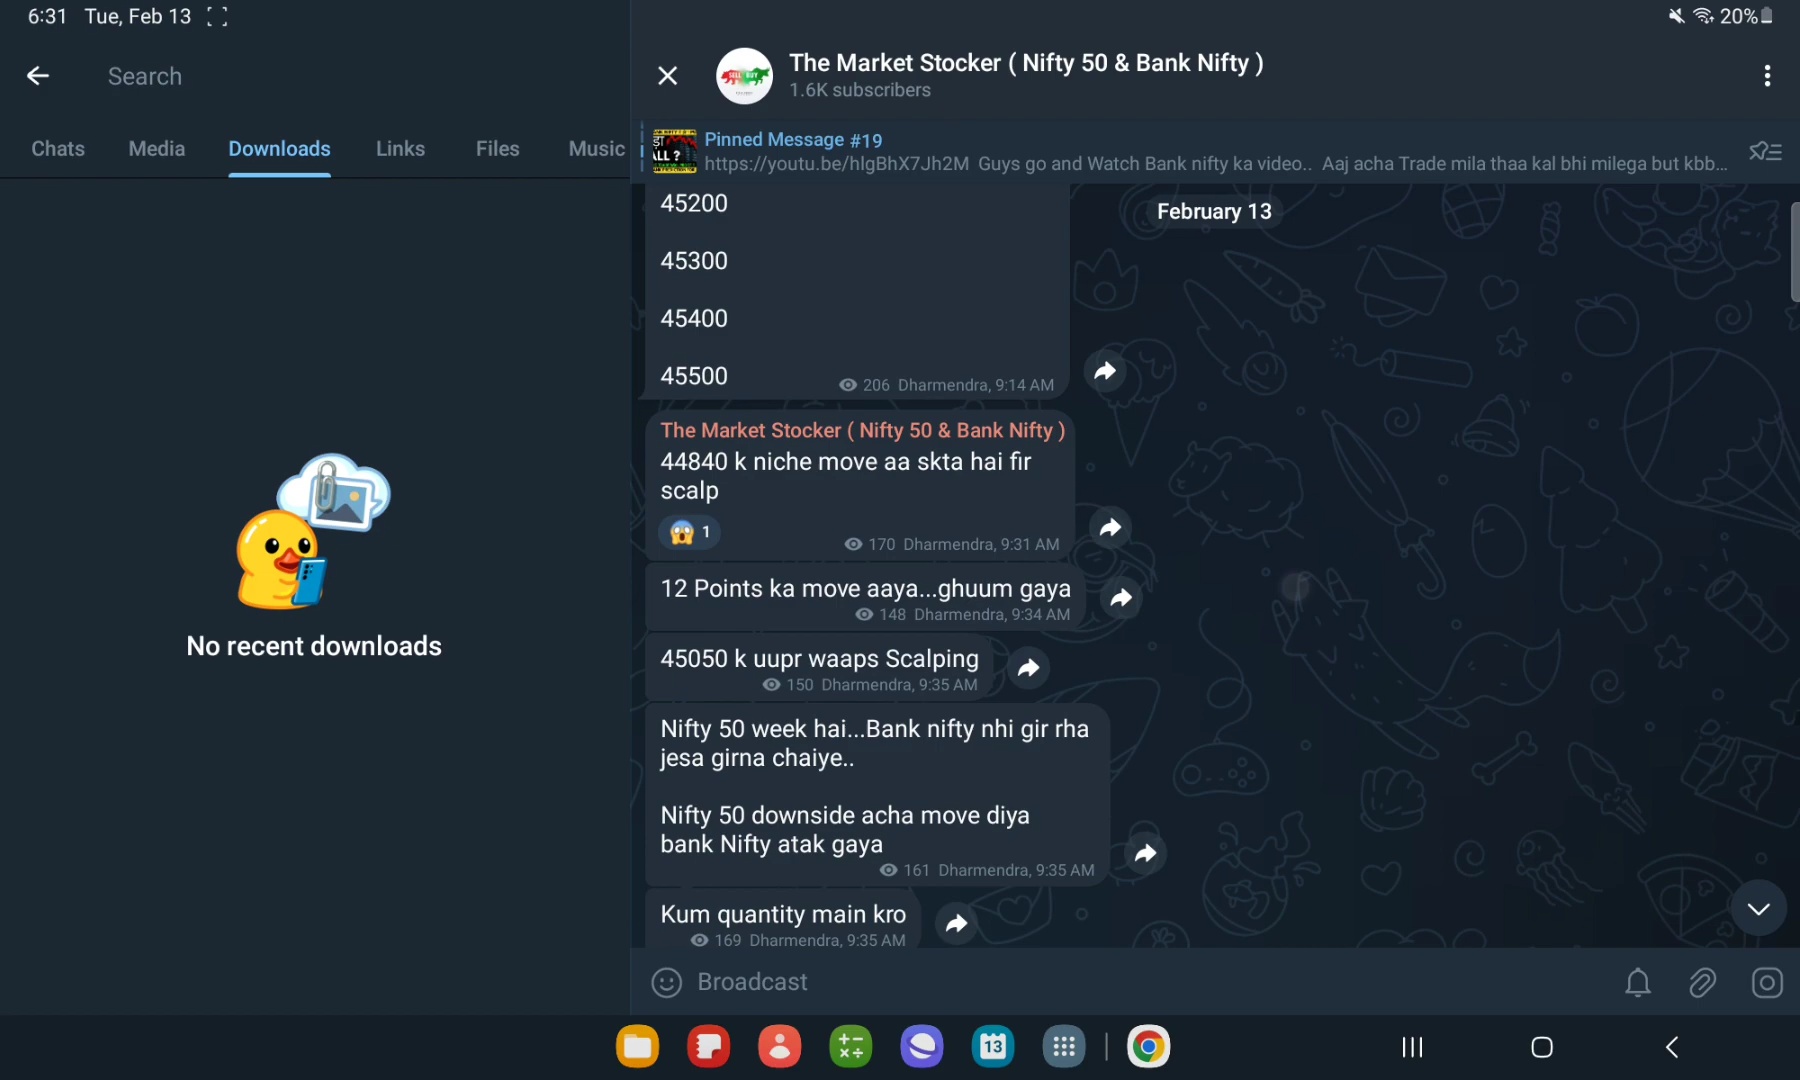 6:31 Tue, Feb 13
20%
Search
Chats Media Downloads Links Files Music
No recent downloads
The Market Stocker ( Nifty 50 & Bank Nifty )
1.6K subscribers
Pinned Message #19
https://youtu.be/hlgBhX7Jh2M Guys go and Watch Bank nifty ka video.. Aaj acha Trade mila thaa kal bhi milega but kbb...
February 13
45200
45300
45400
45500
206 Dharmendra, 9:14 AM
The Market Stocker ( Nifty 50 & Bank Nifty )
44840 k niche move aa skta hai fir
scalp
1
170 Dharmendra, 9:31 AM
12 Points ka move aaya...ghuum gaya
148 Dharmendra, 9:34 AM
45050 k uupr waaps Scalping
150 Dharmendra, 9:35 AM
Nifty 50 week hai...Bank nifty nhi gir rha
jesa girna chaiye..
Nifty 50 downside acha move diya
bank Nifty atak gaya
161 Dharmendra, 9:35 AM
Kum quantity main kro
169 Dharmendra, 9:35 AM
Broadcast
13